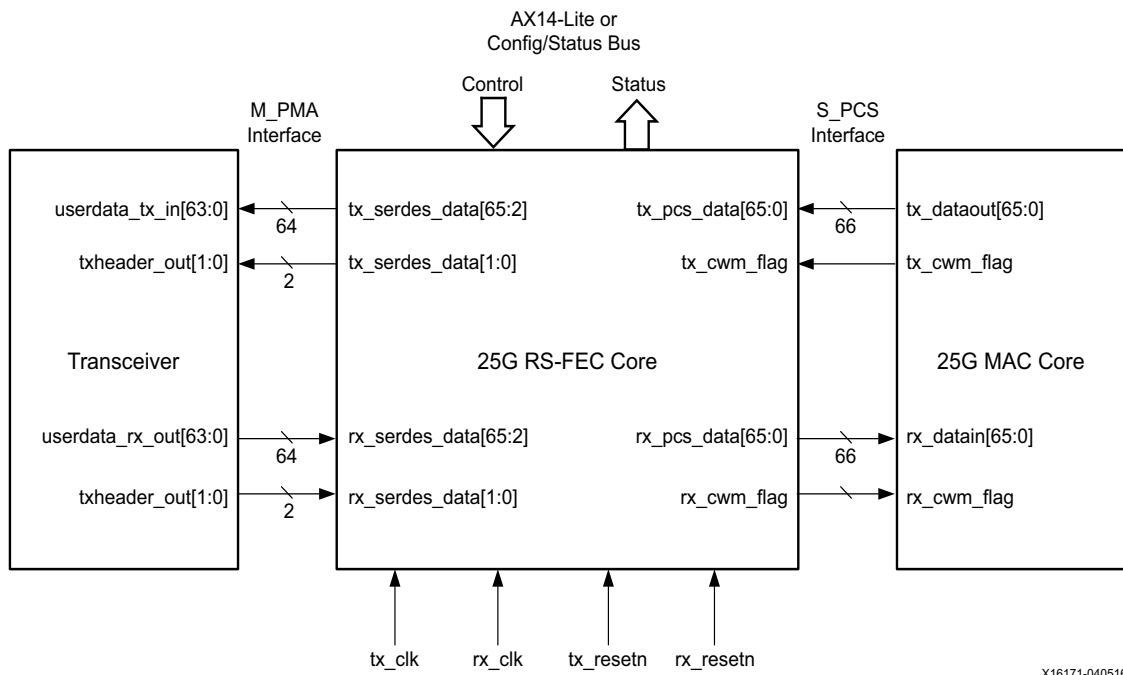 AX14-Lite or
Config/Status Bus
Control
Status
M_PMA
Interface
S_PCS
Interface
userdata_tx_in[63:0]
64
tx_serdes_data[65:2]
tx_pcs_data[65:0]
66
tx_dataout[65:0]
txheader_out[1:0]
2
tx_serdes_data[1:0]
tx_cwm_flag
tx_cwm_flag
Transceiver
25G RS-FEC Core
25G MAC Core
userdata_rx_out[63:0]
64
rx_serdes_data[65:2]
rx_pcs_data[65:0]
66
rx_datain[65:0]
txheader_out[1:0]
2
rx_serdes_data[1:0]
rx_cwm_flag
rx_cwm_flag
tx_clk
rx_clk
tx_resetn
rx_resetn
X16171-040516